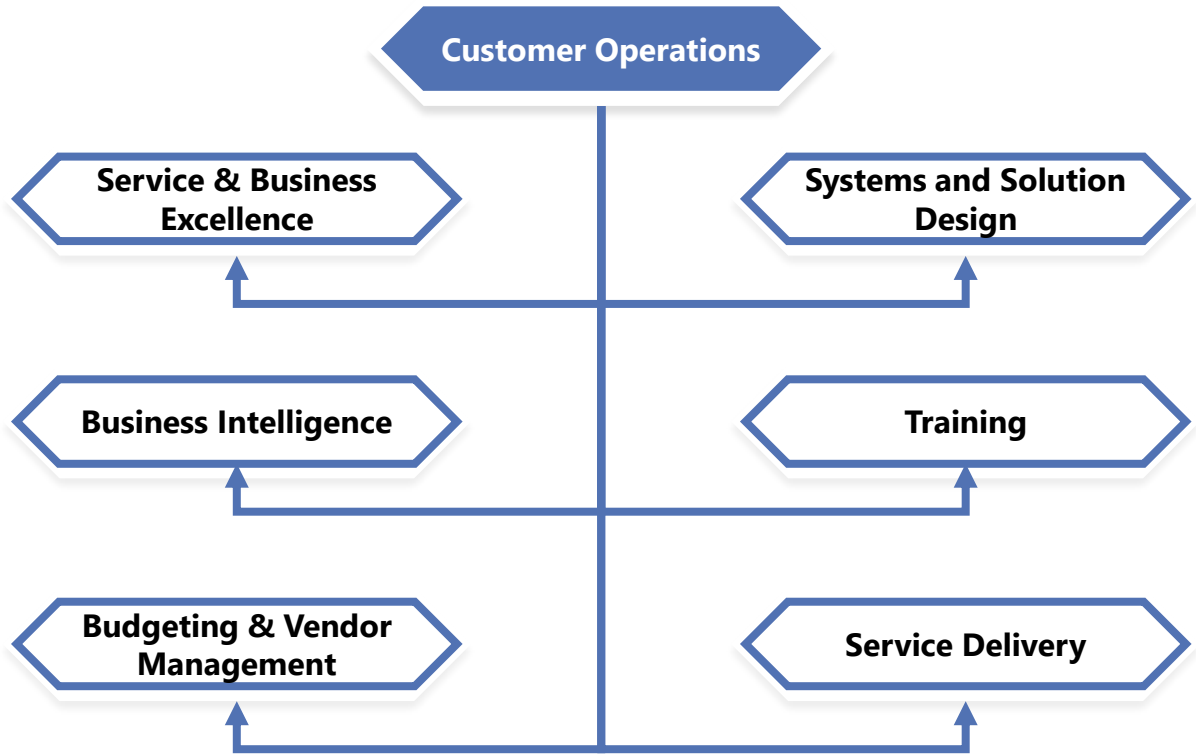 Customer Operations
Service & Business
Excellence
Systems and Solution
Design
Business Intelligence
Training
Budgeting & Vendor
Management
Service Delivery